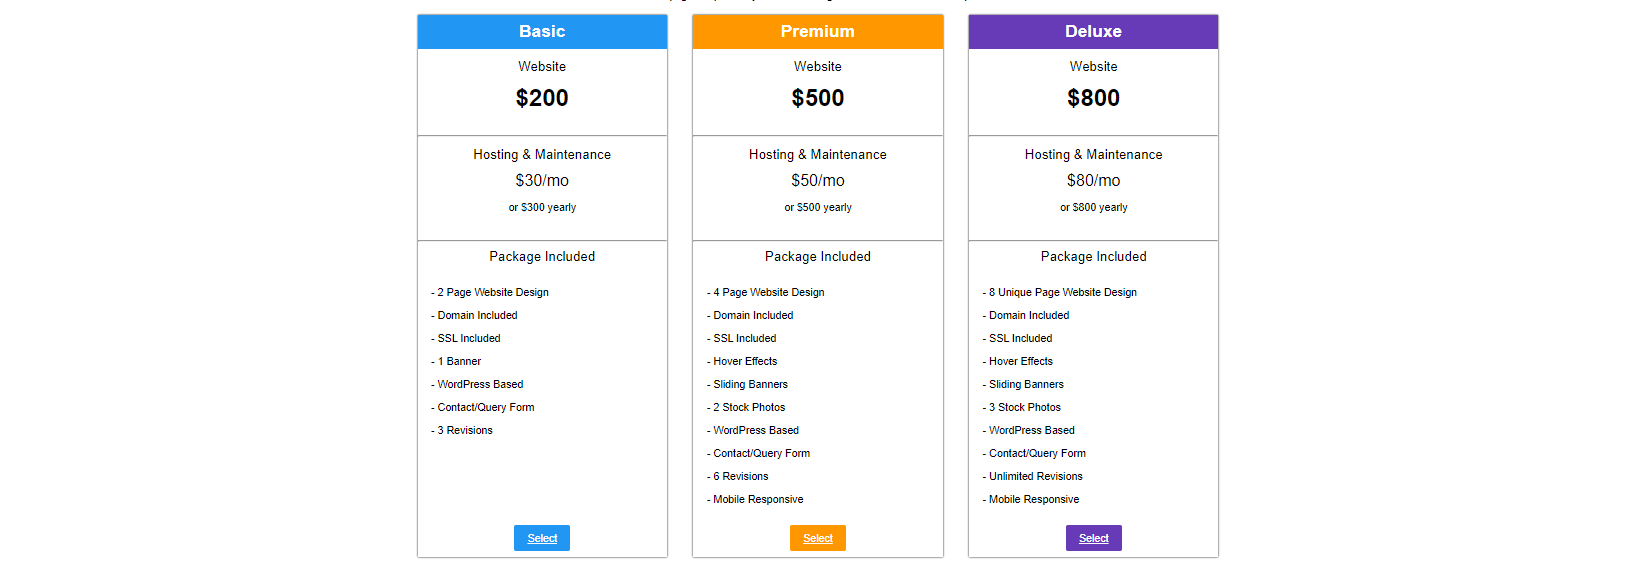 Basic
Website
$200
Hosting & Maintenance
$30/mo
or $300 yearly
Package Included
- 2 Page Website Design
- Domain Included
- SSL Included
- 1 Banner
- WordPress Based
- Contact/Query Form
- 3 Revisions
Select
Premium
Website
$500
Hosting & Maintenance
$50/mo
or $500 yearly
Package Included
- 4 Page Website Design
- Domain Included
- SSL Included
- Hover Effects
- Sliding Banners
- 2 Stock Photos
- WordPress Based
- Contact/Query Form
- 6 Revisions
- Mobile Responsive
Select
Deluxe
Website
$800
Hosting & Maintenance
$80/mo
or $800 yearly
Package Included
- 8 Unique Page Website Design
- Domain Included
- SSL Included
- Hover Effects
- Sliding Banners
- 3 Stock Photos
- WordPress Based
- Contact/Query Form
- Unlimited Revisions
- Mobile Responsive
Select